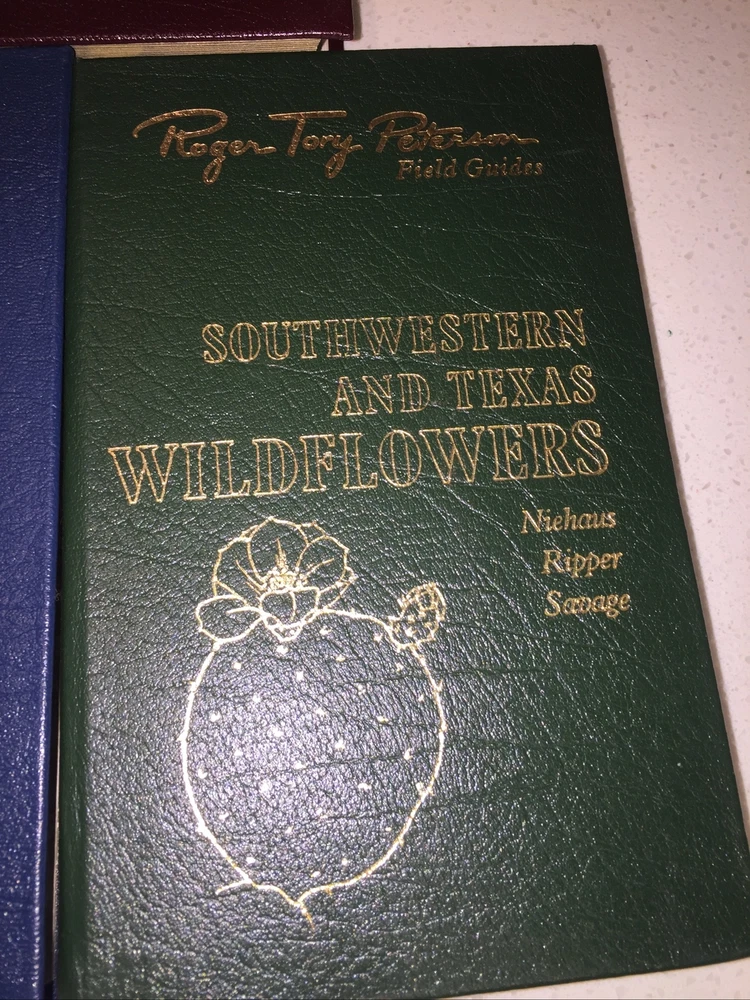 Roger Tory Peterson
Field Guides
SOUTHWESTERN
AND TEXAS
WILDFLOWERS
Niehaus
Ripper
Savage